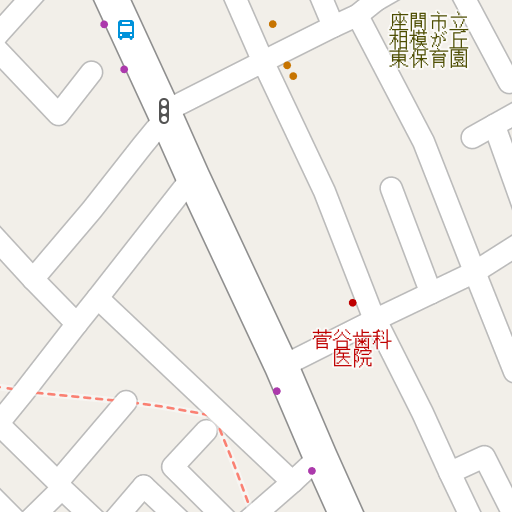 座間市立
相模が丘
東保育園
菅谷歯科
医院